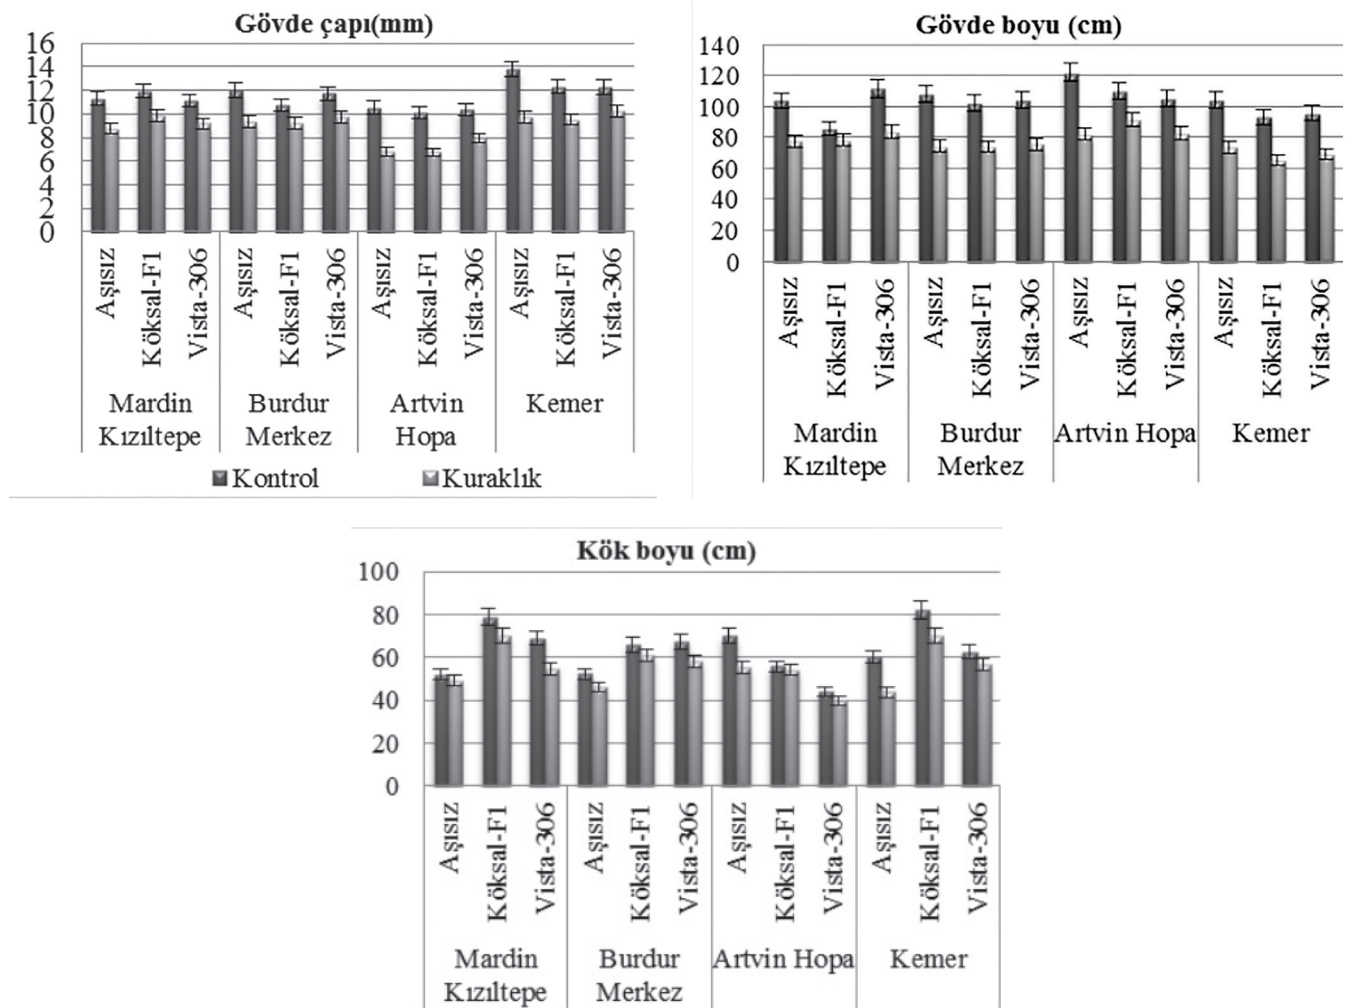 Gövde çapı(mm)
16
14
12
10
8
6
4
2
0
Aşısız
Köksal-F1
Vista-306
Aşısız
Köksal-F1
Vista-306
Aşısız
Köksal-F1
Vista-306
Aşısız
Köksal-F1
Vista-306
Mardin
Kızıltepe
Burdur
Merkez
Artvin
Hopa
Kemer
Kontrol
Kuraklık
Gövde boyu (cm)
140
120
100
80
60
40
20
0
Aşısız
Köksal-F1
Vista-306
Aşısız
Köksal-F1
Vista-306
Aşısız
Köksal-F1
Vista-306
Aşısız
Köksal-F1
Vista-306
Mardin
Kızıltepe
Burdur
Merkez
Artvin Hopa
Kemer
Kök boyu (cm)
100
80
60
40
20
0
Aşısız
Köksal-F1
Vista-306
Aşısız
Köksal-F1
Vista-306
Aşısız
Köksal-F1
Vista-306
Aşısız
Köksal-F1
Vista-306
Mardin
Kızıltepe
Burdur
Merkez
Artvin Hopa
Kemer